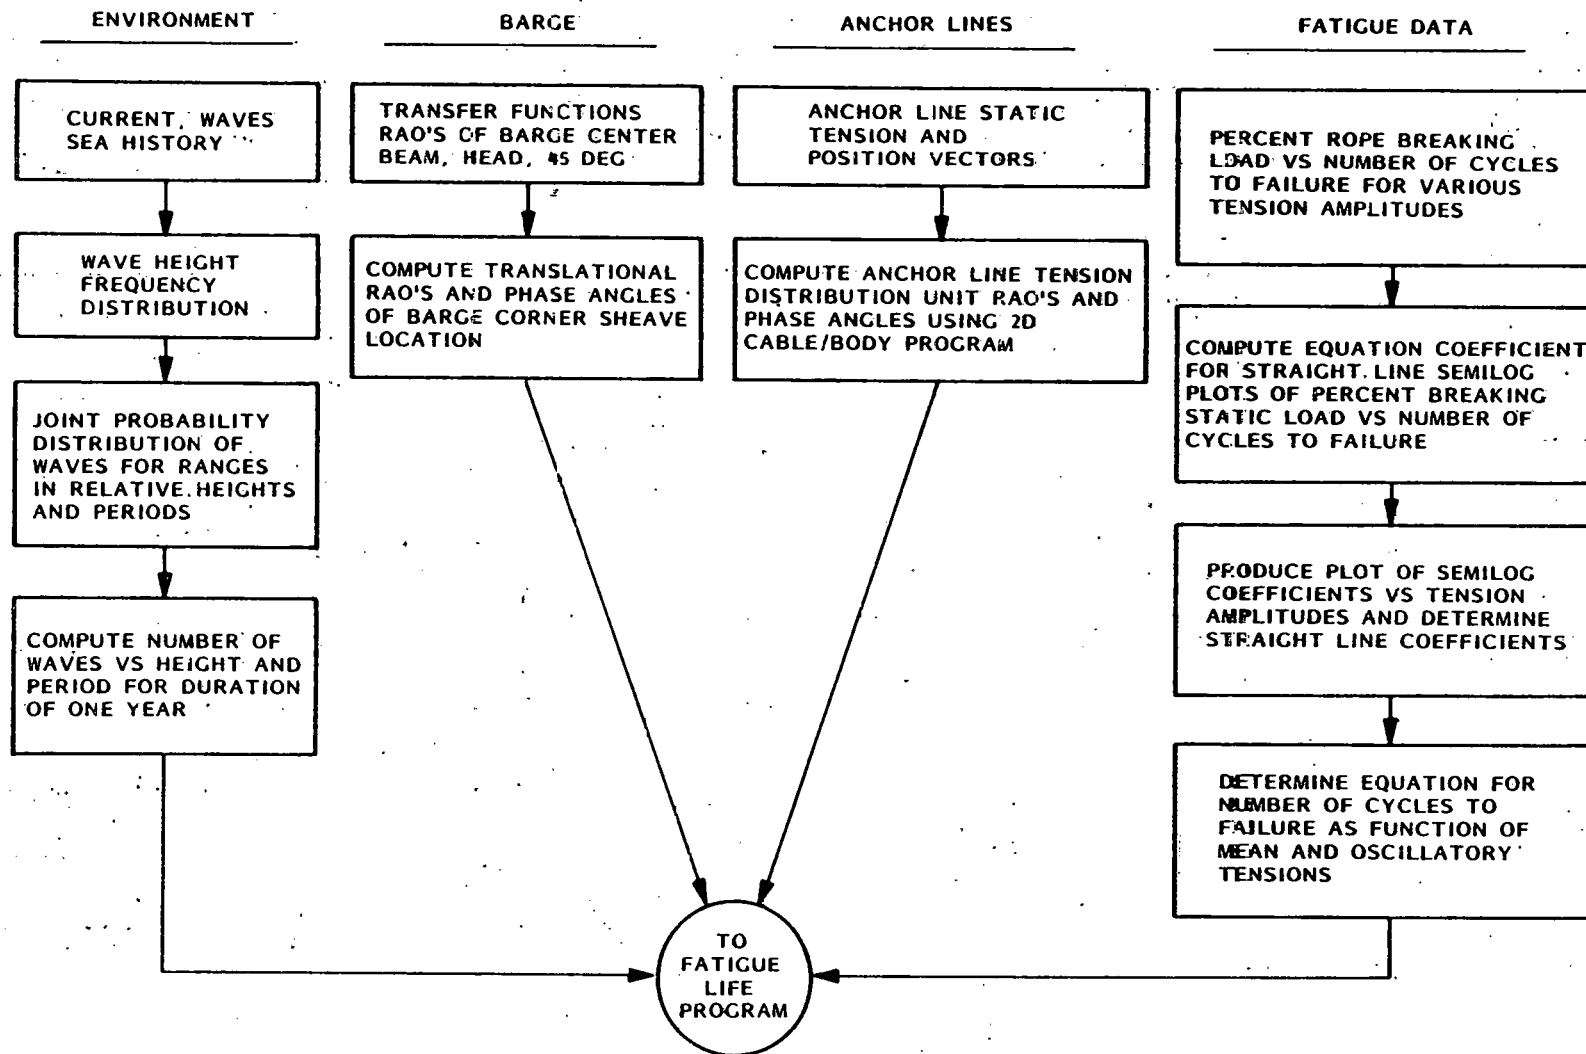 ENVIRONMENT
CURRENT, WAVES
SEA HISTORY
WAVE HEIGHT
FREQUENCY
DISTRIBUTION
JOINT PROBABILITY
DISTRIBUTION OF
WAVES FOR RANGES
IN RELATIVE HEIGHTS
AND PERIODS
COMPUTE NUMBER OF
WAVES VS HEIGHT AND
PERIOD FOR DURATION
OF ONE YEAR
BARGE
TRANSFER FUNCTIONS
RAO'S OF BARGE CENTER
BEAM, HEAD, 45 DEG
COMPUTE TRANSLATIONAL
RAO'S AND PHASE ANGLES
OF BARGE CORNER SHEAVE
LOCATION
ANCHOR LINES
ANCHOR LINE STATIC
TENSION AND
POSITION VECTORS
COMPUTE ANCHOR LINE TENSION
DISTRIBUTION UNIT RAO'S AND
PHASE ANGLES USING 2D
CABLE/BODY PROGRAM
FATIGUE DATA
PERCENT ROPE BREAKING
LOAD VS NUMBER OF CYCLES
TO FAILURE FOR VARIOUS
TENSION AMPLITUDES
COMPUTE EQUATION COEFFICIENT
FOR STRAIGHT LINE SEMILOG
PLOTS OF PERCENT BREAKING
STATIC LOAD VS NUMBER OF
CYCLES TO FAILURE
PRODUCE PLOT OF SEMILOG
COEFFICIENTS VS TENSION
AMPLITUDES AND DETERMINE
STRAIGHT LINE COEFFICIENTS
DETERMINE EQUATION FOR
NUMBER OF CYCLES TO
FAILURE AS FUNCTION OF
MEAN AND OSCILLATORY
TENSIONS
TO
FATIGUE
LIFE
PROGRAM